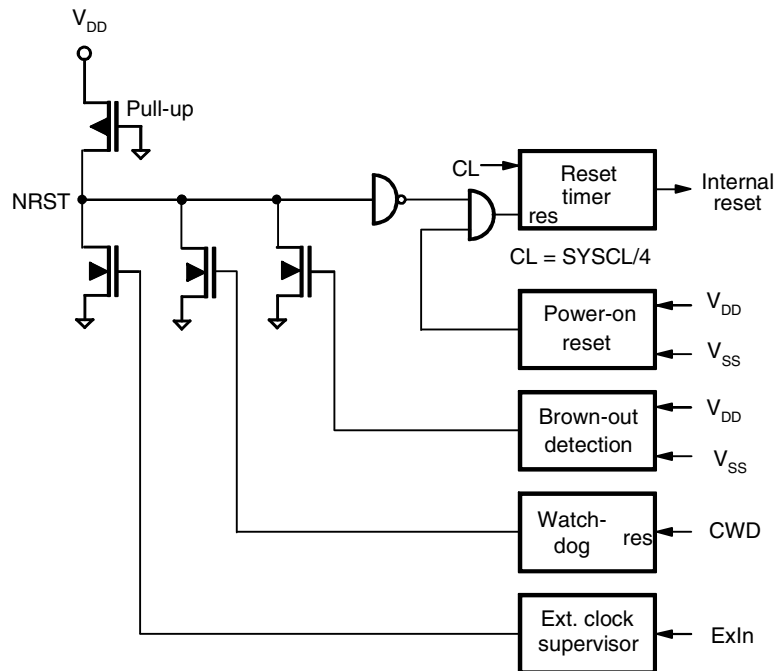 VDD
Pull-up
NRST
CL
Reset
timer
res
Internal
reset
CL = SYSCL/4
Power-on
reset
VDD
VSS
Brown-out
detection
VDD
VSS
Watch-
dog
res
CWD
Ext. clock
supervisor
ExIn